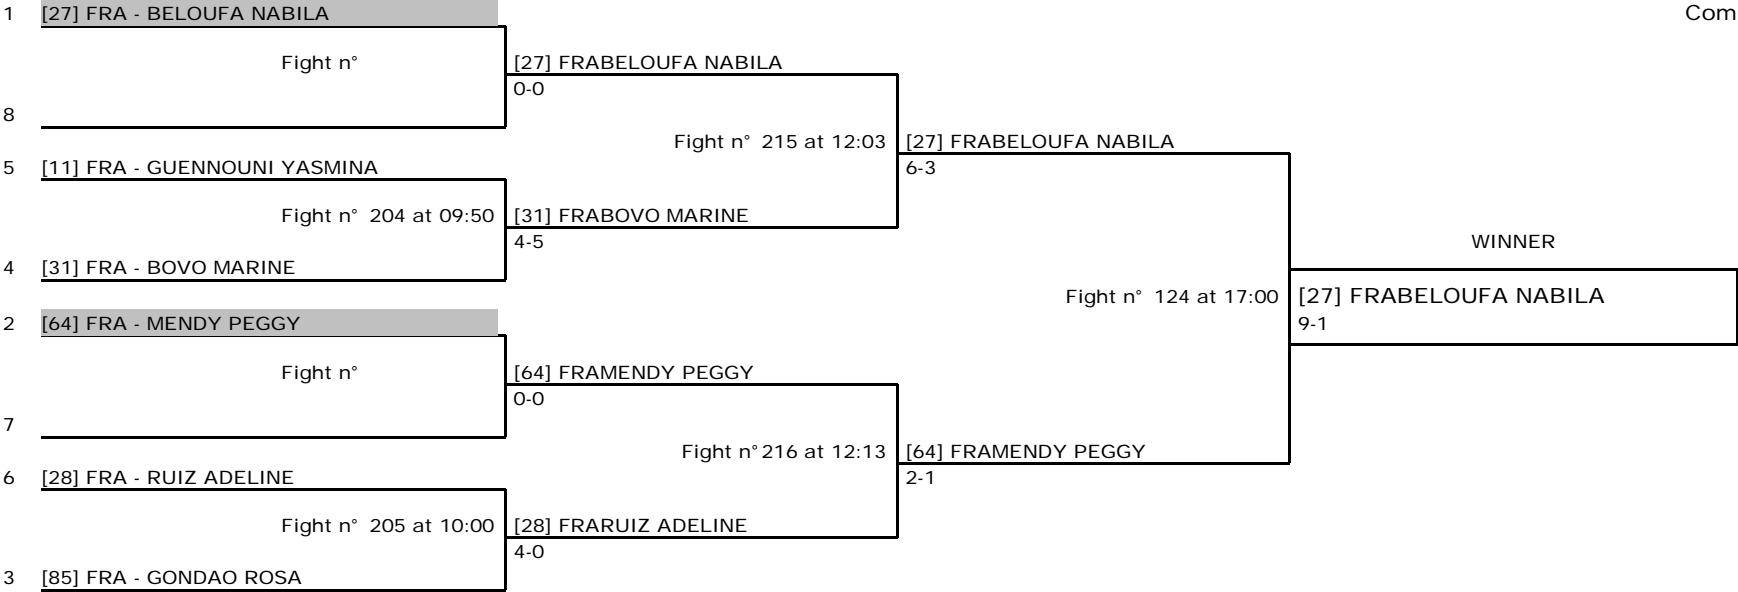 1 [27] FRA - BELOUFA NABILA
Com
Fight n°
[27] FRABELOUFA NABILA
0-0
8
Fight n° 215 at 12:03
[27] FRABELOUFA NABILA
6-3
5 [11] FRA - GUENNOUNI YASMINA
Fight n° 204 at 09:50
[31] FRABOVO MARINE
4-5
4 [31] FRA - BOVO MARINE
WINNER
Fight n° 124 at 17:00
[27] FRABELOUFA NABILA
9-1
2 [64] FRA - MENDY PEGGY
Fight n°
[64] FRAMENDY PEGGY
0-0
7
Fight n° 216 at 12:13
[64] FRAMENDY PEGGY
2-1
6 [28] FRA - RUIZ ADELINE
Fight n° 205 at 10:00
[28] FRARUIZ ADELINE
4-0
3 [85] FRA - GONDAO ROSA